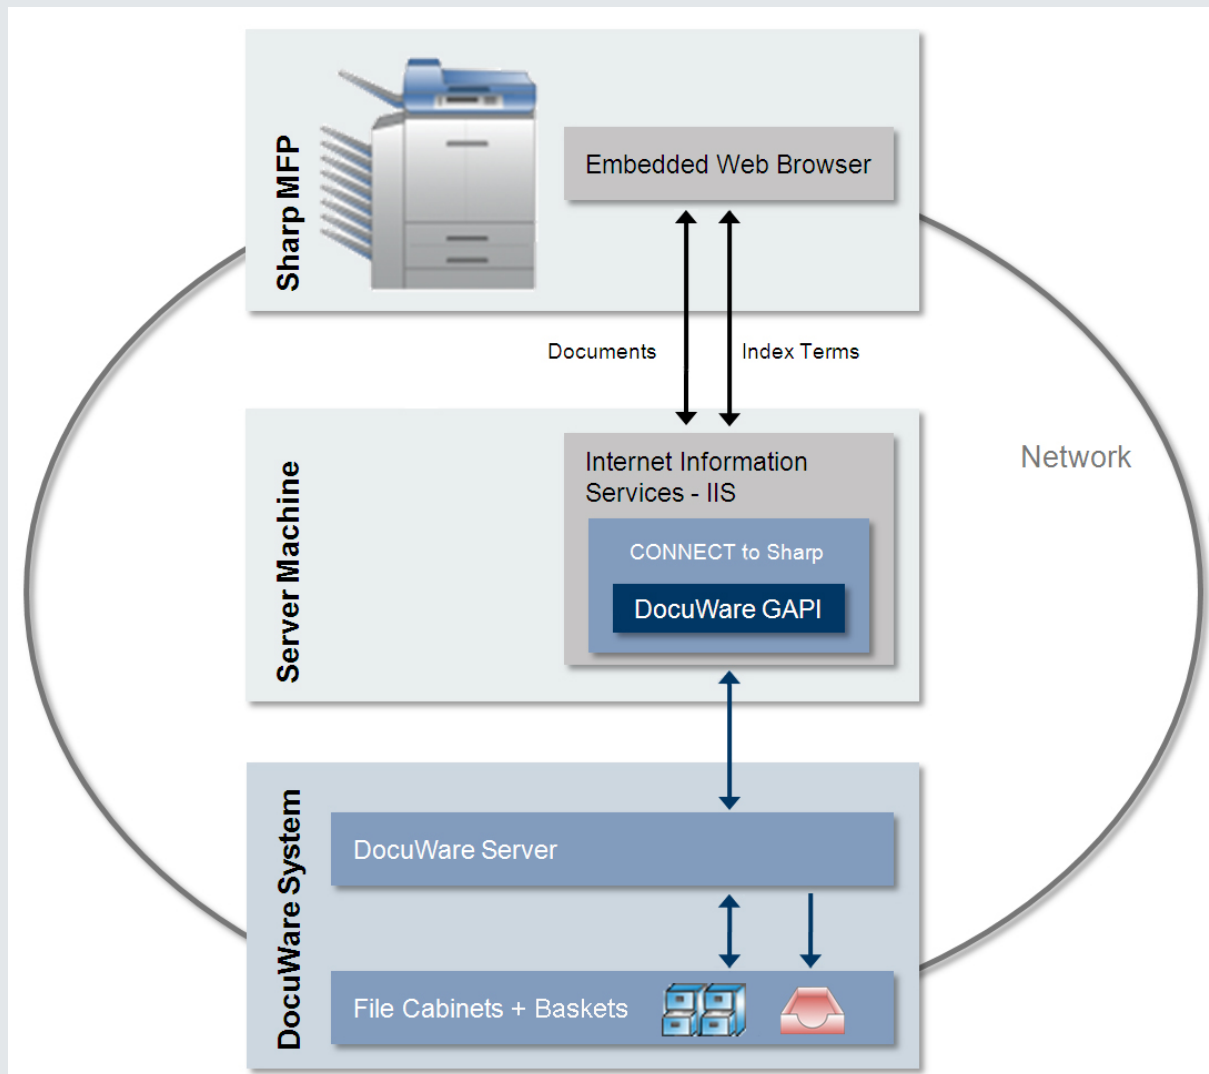 Sharp MFP
Embedded Web Browser
Documents
Index Terms
Network
Server Machine
Internet Information
Services - IIS
CONNECT to Sharp
DocuWare GAPI
DocuWare System
DocuWare Server
File Cabinets + Baskets